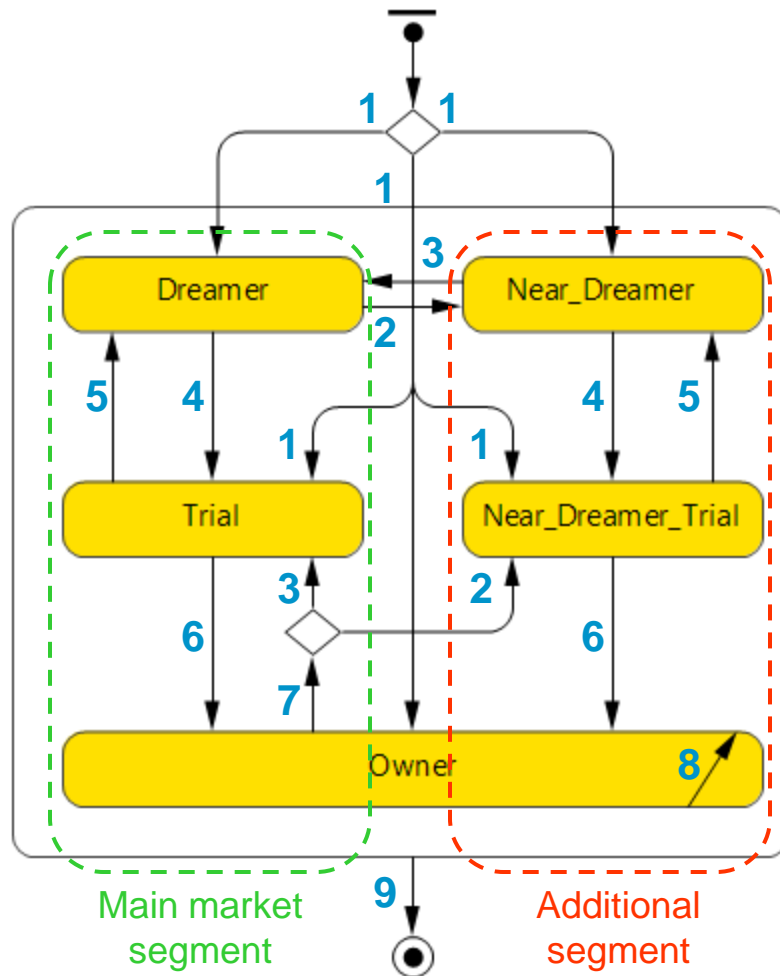 1 1
1
3
Dreamer Near_Dreamer
2
5 4 4 5
1 1
Trial Near_Dreamer_Trial
3 2
6 6
7
Owner 8
9
Main market
segment
Additional
segment